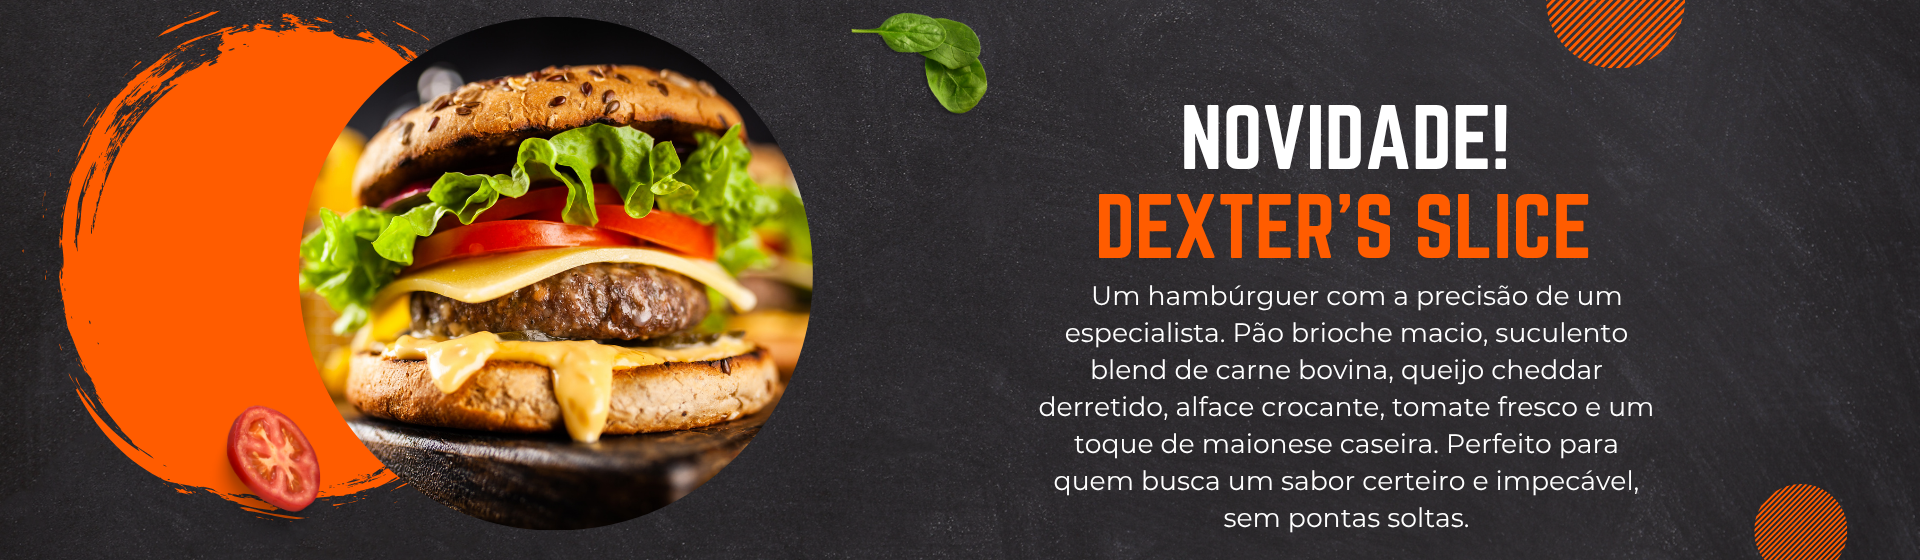 NOVIDADE!
DEXTER'S SLICE
Um hambúrguer com a precisão de um
especialista. Pão brioche macio, suculento
blend de carne bovina, queijo cheddar
derretido, alface crocante, tomate fresco e um
toque de maionese caseira. Perfeito para
quem busca um sabor certeiro e impecável,
sem pontas soltas.